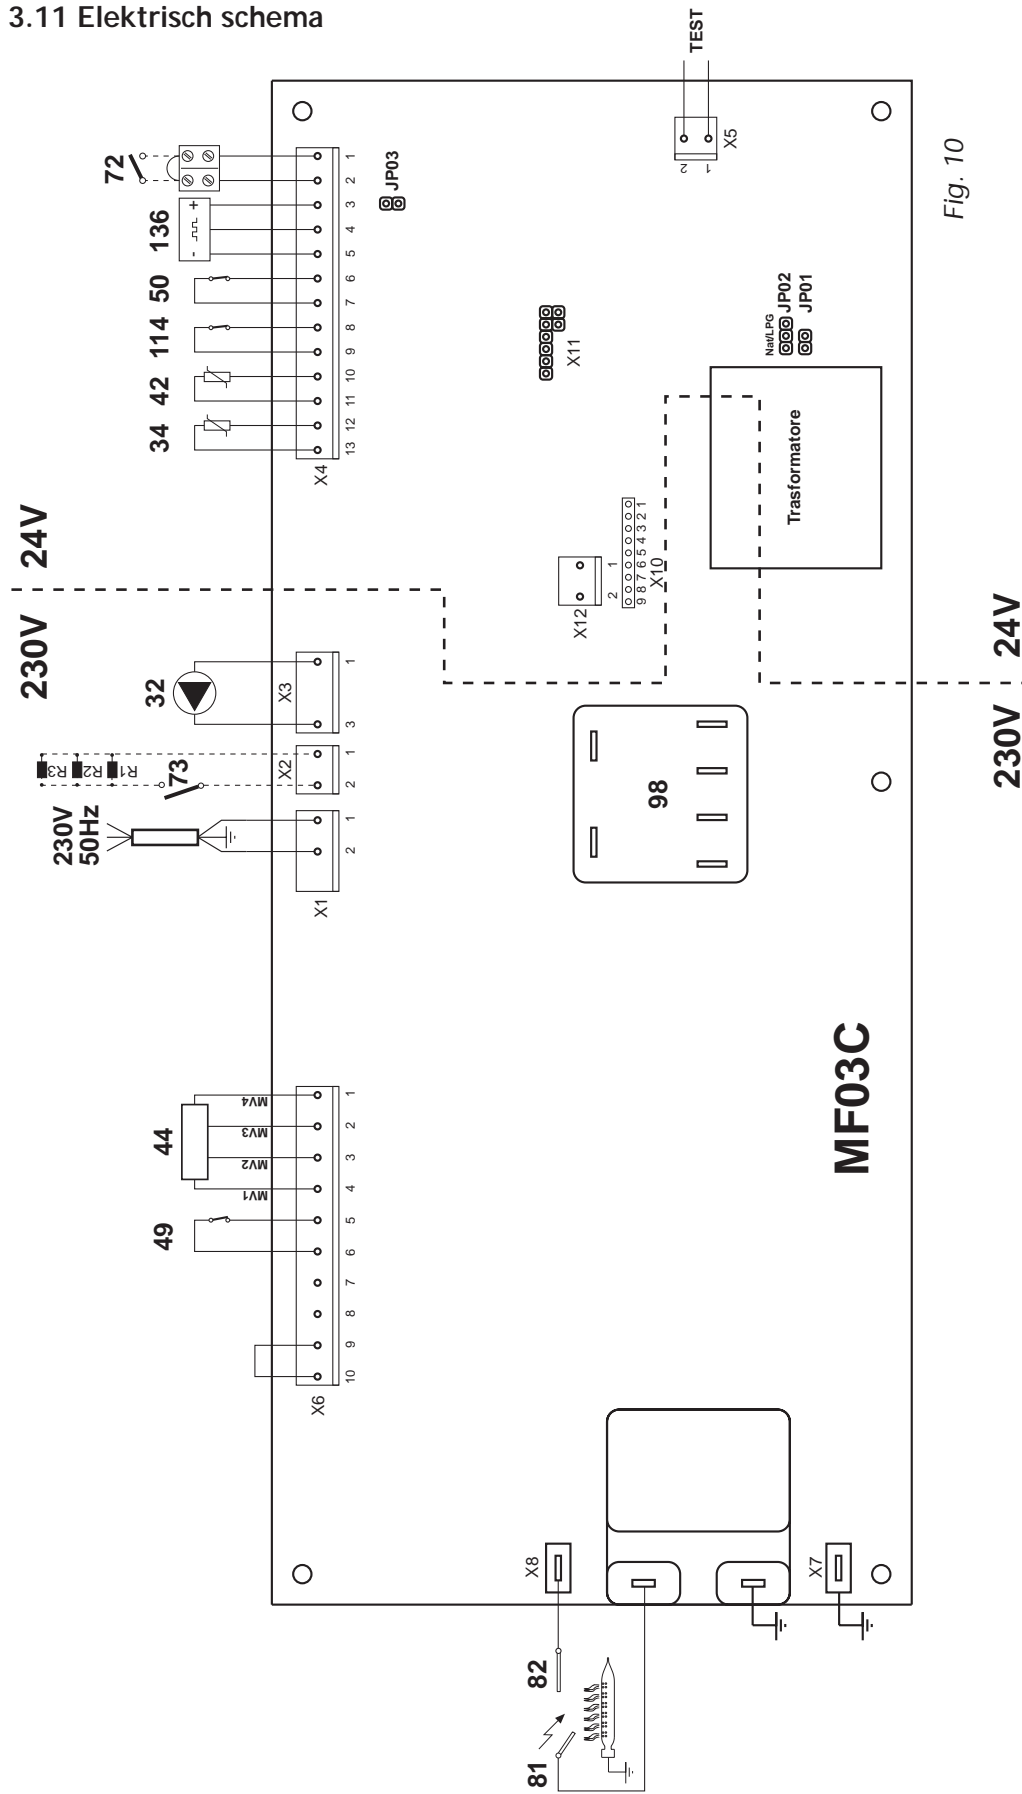 3.11 Elektrisch schema
230V
24V
44
49
MV1
MV2
MV3
MV4
10 9 8 7 6 5 4 3 2 1
X6
230V
50Hz
X1
2 1
R3
R2
R1
73
X2
2 1
32
X3
3 1
34
42
114
50
136
72
- +
X4
13 12 11 10 9 8 7 6 5 4 3 2 1
JP03
TEST
X5
2
1
X11
X12
2 1
9 8 7 6 5 4 3 2 1
X10
Nat/LPG
JP02
JP01
Trasformatore
98
MF03C
X8
X7
81
82
230V
24V
Fig. 10